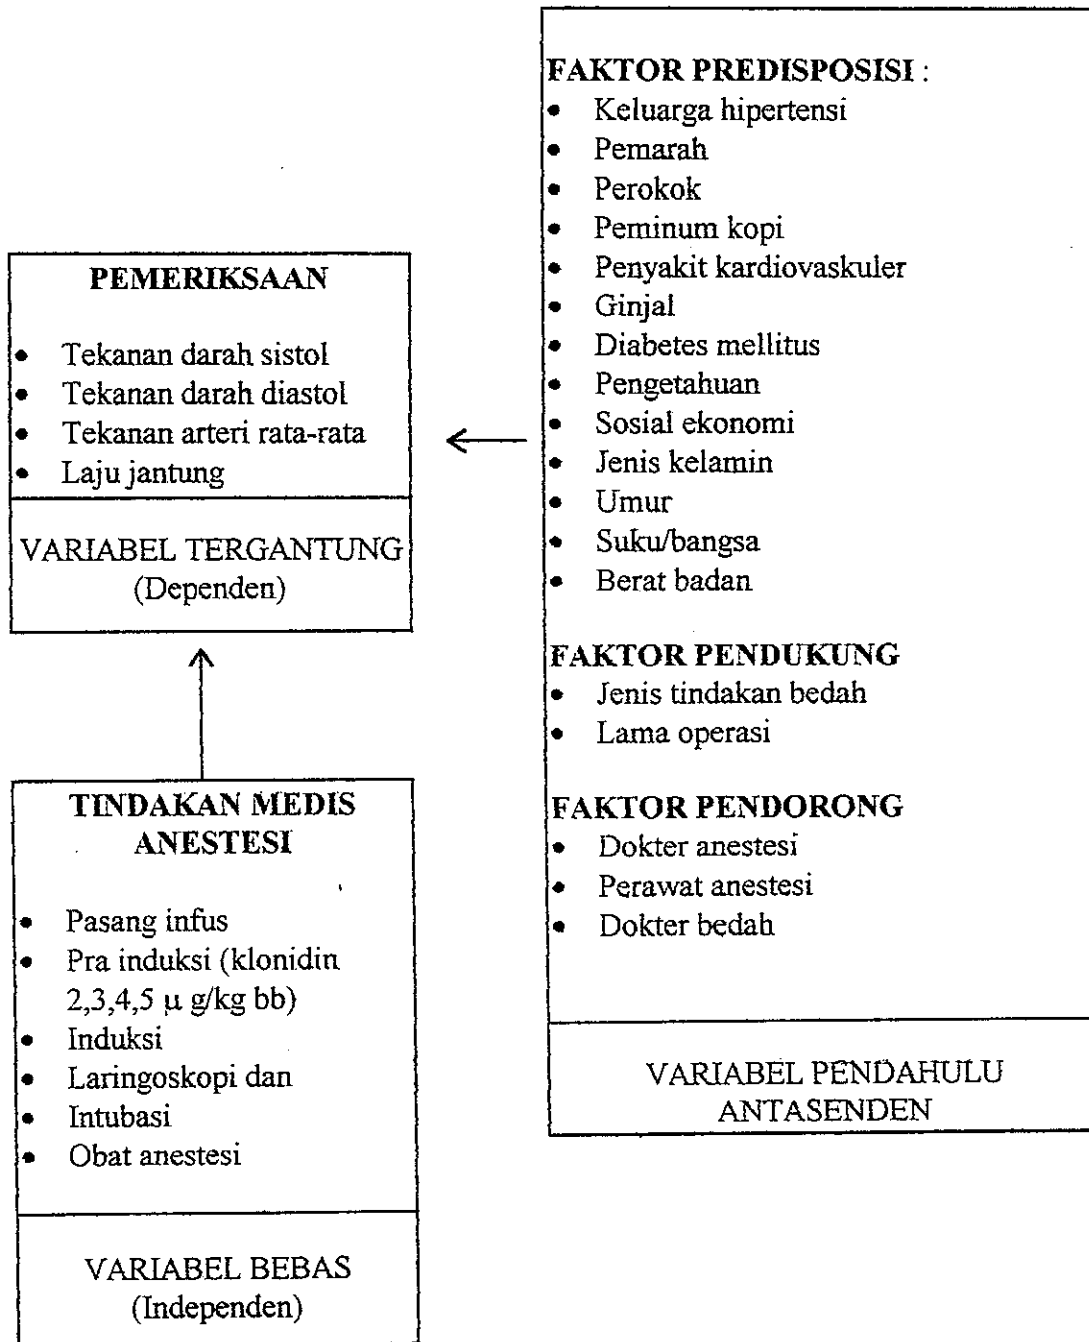 PEMERIKSAAN
• Tekanan darah sistol
• Tekanan darah diastol
• Tekanan arteri rata-rata
• Laju jantung
VARIABEL TERGANTUNG
(Dependen)
TINDAKAN MEDIS
ANESTESI
• Pasang infus
• Pra induksi (klonidin
2,3,4,5 μ g/kg bb)
• Induksi
• Laringoskopi dan
• Intubasi
• Obat anestesi
VARIABEL BEBAS
(Independen)
FAKTOR PREDISPOSISI :
• Keluarga hipertensi
• Pemarah
• Perokok
• Peminum kopi
• Penyakit kardiovaskuler
• Ginjal
• Diabetes mellitus
• Pengetahuan
• Sosial ekonomi
• Jenis kelamin
• Umur
• Suku/bangsa
• Berat badan
FAKTOR PENDUKUNG
• Jenis tindakan bedah
• Lama operasi
FAKTOR PENDORONG
• Dokter anestesi
• Perawat anestesi
• Dokter bedah
VARIABEL PENDAHULU
ANTASENDEN